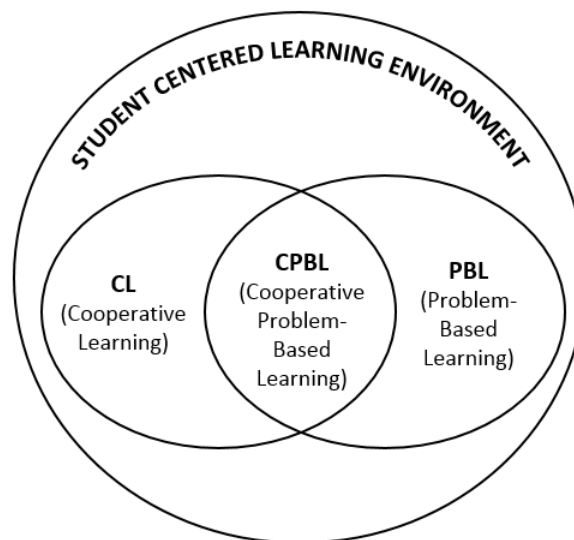 STUDENT CENTERED LEARNING ENVIRONMENT
CL
(Cooperative
Learning)
CPBL
(Cooperative
Problem-
Based
Learning)
PBL
(Problem-
Based
Learning)